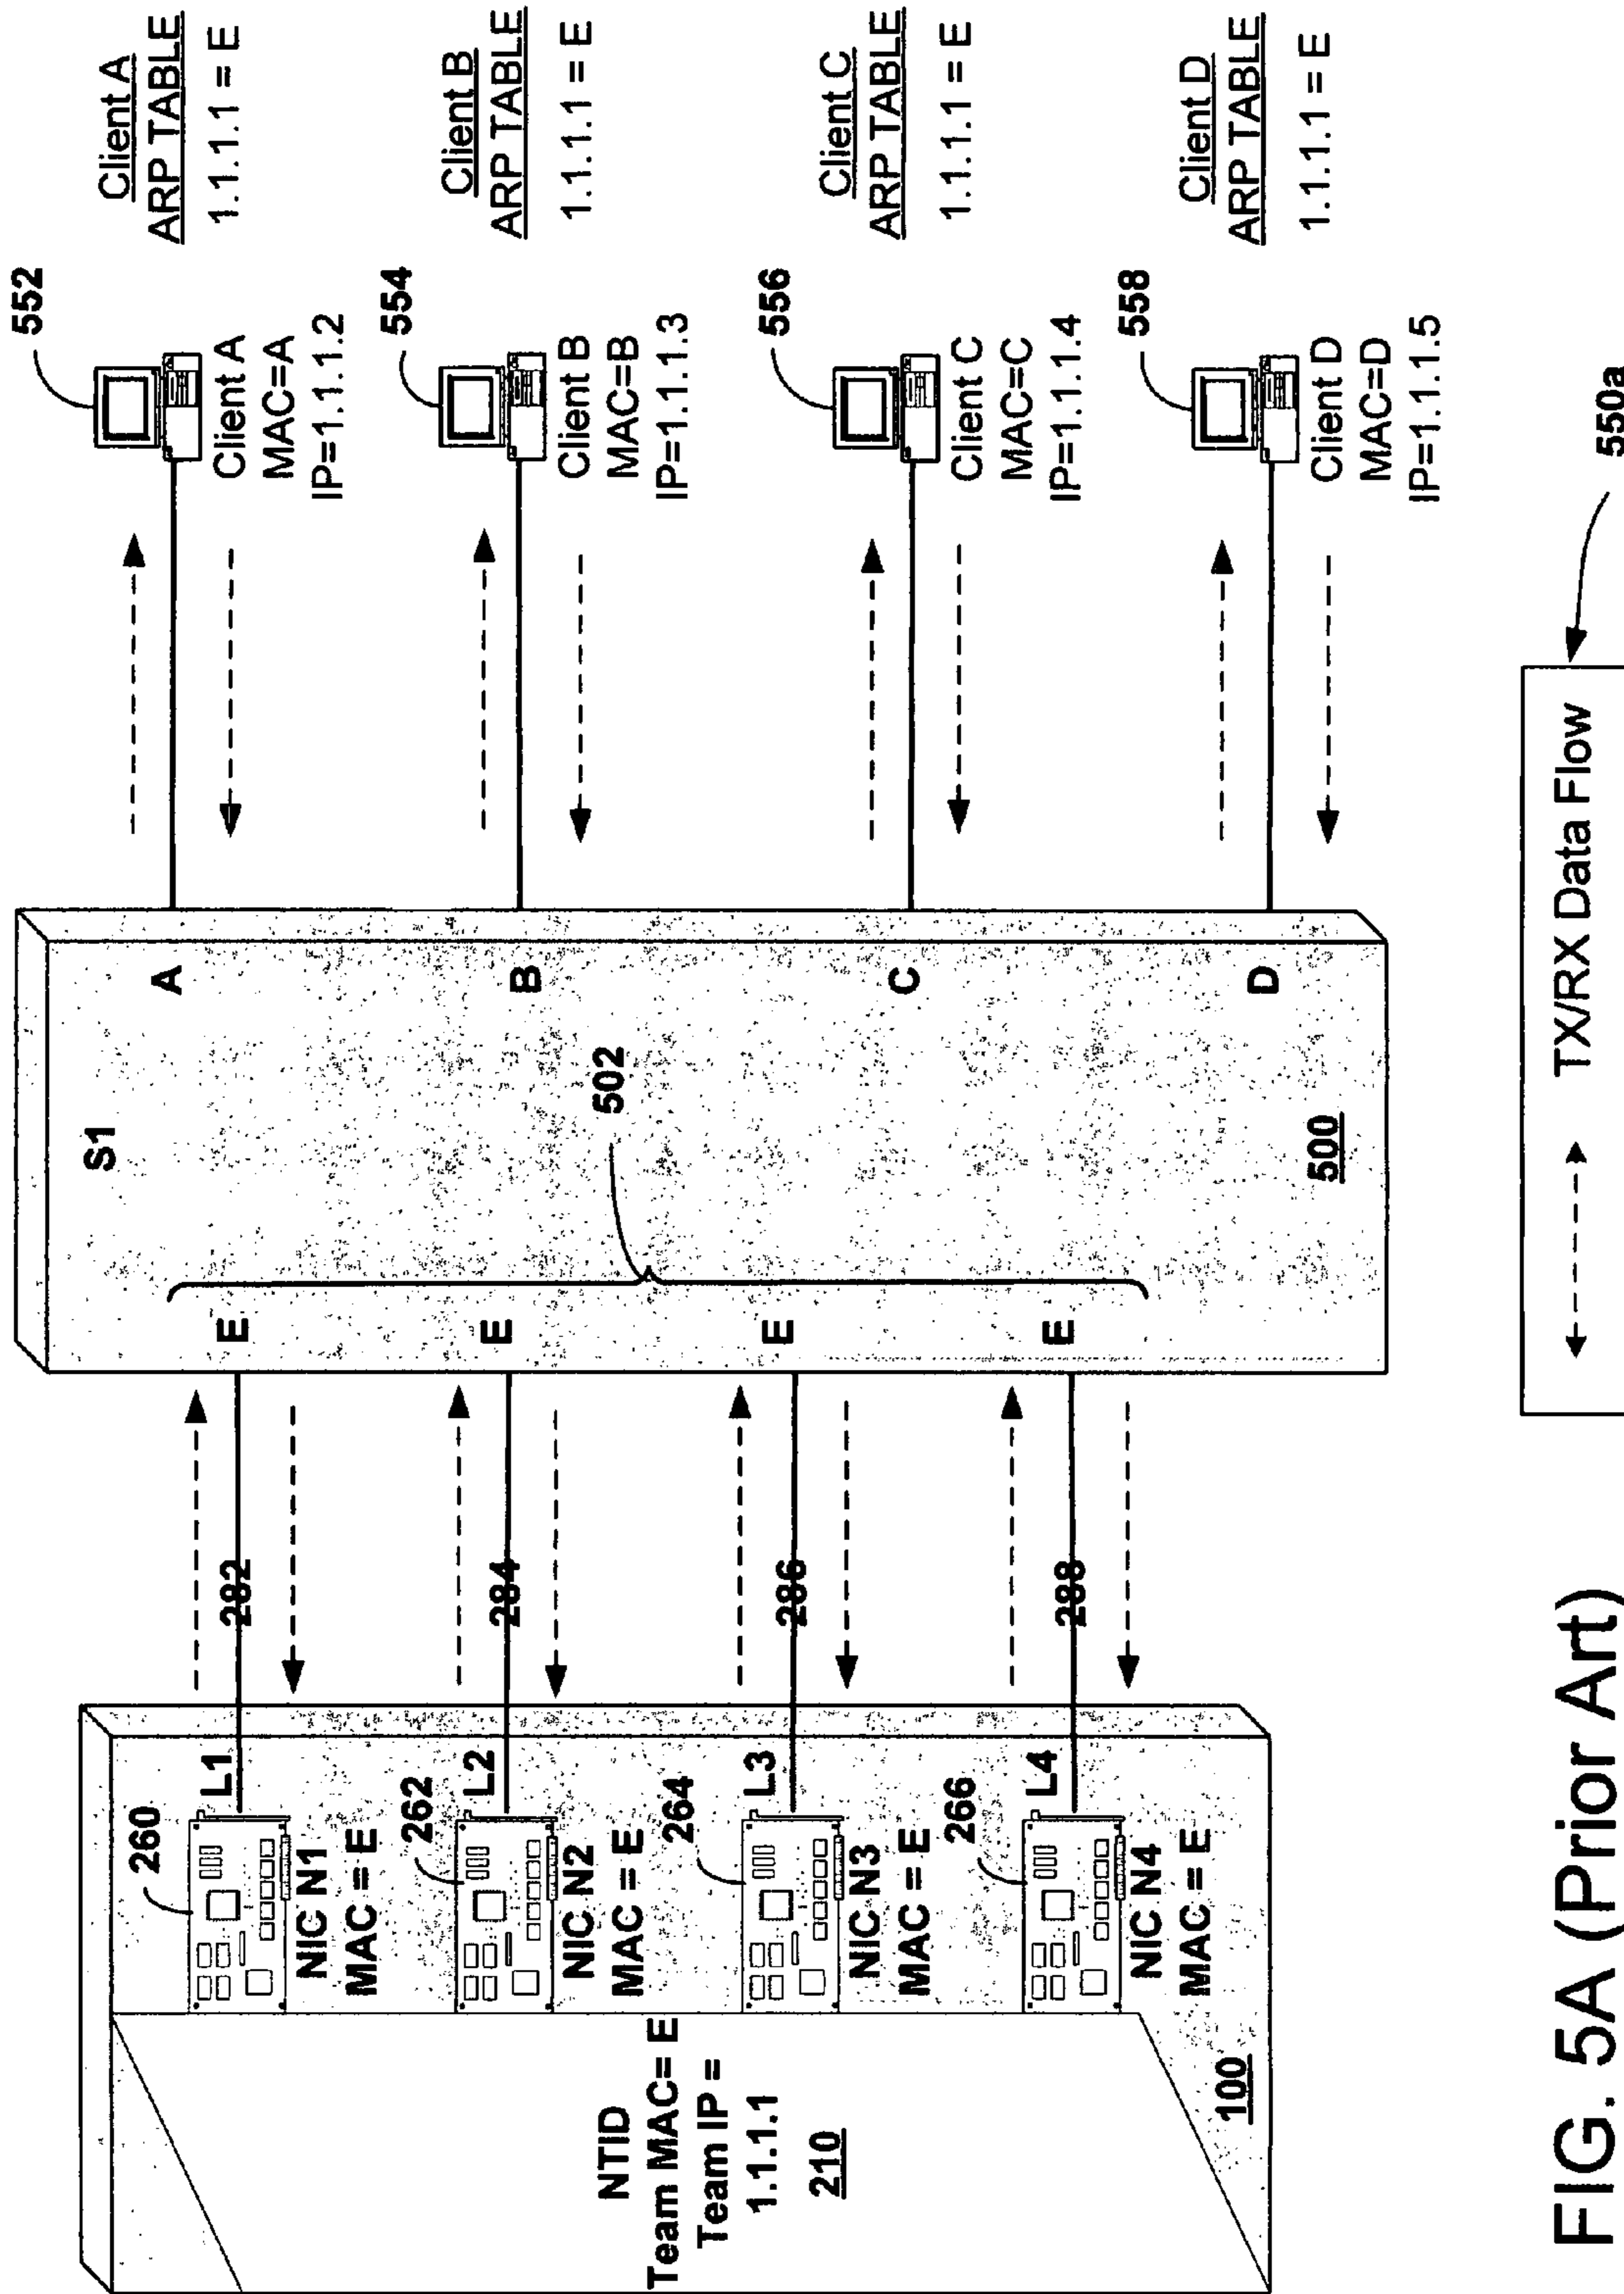 NTID
Team MAC= E
Team IP =
1.1.1.1
210
100
260
L1
NIC N1
MAC = E
262
L2
NIC N2
MAC = E
264
L3
NIC N3
MAC = E
266
L4
NIC N4
MAC = E
282
284
286
288
S1
E
E
E
E
502
A
B
C
D
500
552
Client A
MAC=A
IP=1.1.1.2
Client A
ARP TABLE
1.1.1.1 = E
554
Client B
MAC=B
IP=1.1.1.3
Client B
ARP TABLE
1.1.1.1 = E
556
Client C
MAC=C
IP=1.1.1.4
Client C
ARP TABLE
1.1.1.1 = E
558
Client D
MAC=D
IP=1.1.1.5
Client D
ARP TABLE
1.1.1.1 = E
TX/RX Data Flow
550a
FIG. 5A (Prior Art)